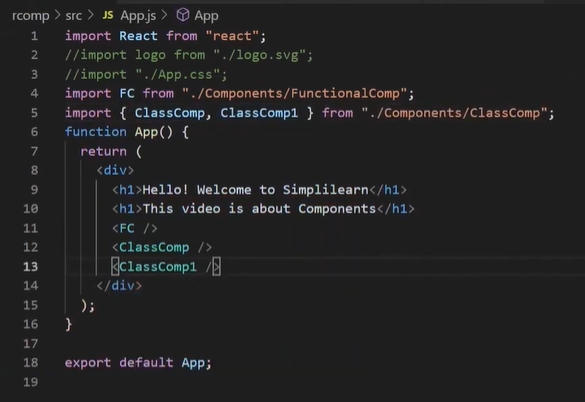 rcomp > src > JS App.js > App
1 import React from "react";
2 //import logo from "./logo.svg";
3 //import "./App.css";
4 import FC from "./Components/FunctionalComp";
5 import { ClassComp, ClassComp1 } from "./Components/ClassComp";
6 function App() {
7   return (
8     <div>
9       <h1>Hello! Welcome to Simplilearn</h1>
10       <h1>This video is about Components</h1>
11       <FC />
12       <ClassComp />
13       <ClassComp1 />
14     </div>
15   );
16 }
17
18 export default App;
19